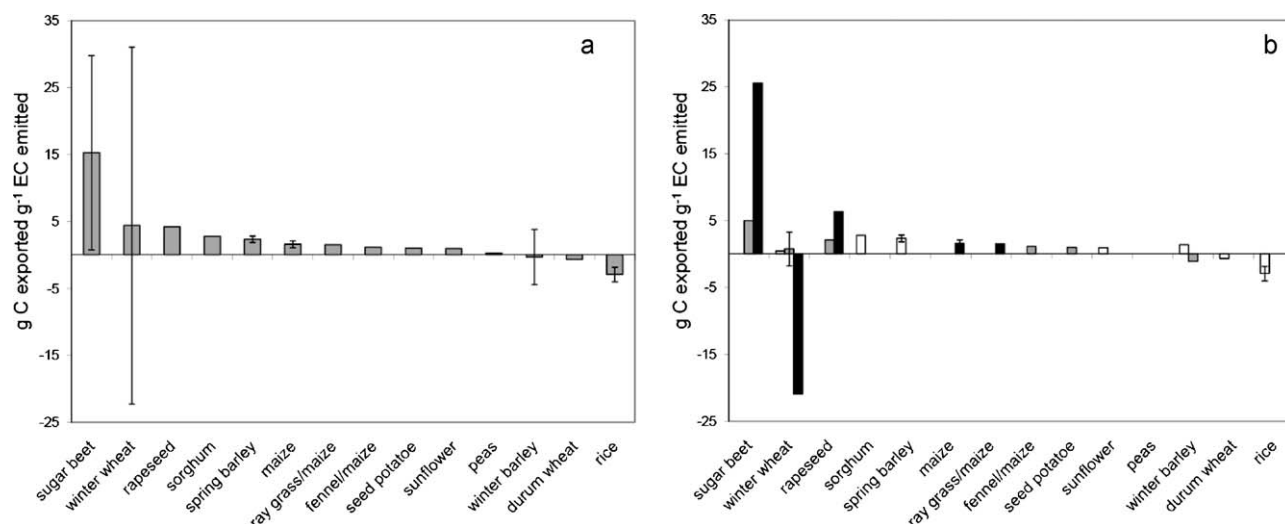 a
g C exported g⁻¹ EC emitted
35
25
15
5
-5
-15
-25
sugar beet
winter wheat
rapeseed
sorghum
spring barley
maize
ray grass/maize
fennel/maize
seed potatoe
sunflower
peas
winter barley
durum wheat
rice
b
g C exported g⁻¹ EC emitted
35
25
15
5
-5
-15
-25
sugar beet
winter wheat
rapeseed
sorghum
spring barley
maize
ray grass/maize
fennel/maize
seed potatoe
sunflower
peas
winter barley
durum wheat
rice